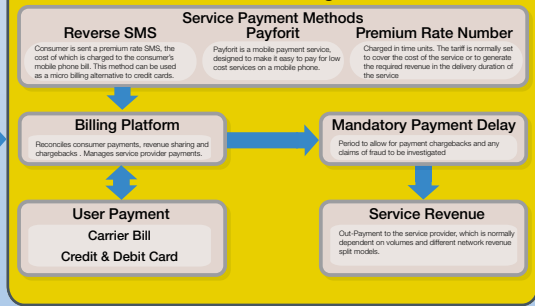 Service Payment Methods
Reverse SMS
Consumer is sent a premium rate SMS, the
cost of which is charged to the consumer's
mobile phone bill. This method can be used
as a micro billing alternative to credit cards.
Payforit
Payforit is a mobile payment service,
designed to make it easy to pay for low
cost services on a mobile phone.
Premium Rate Number
Charged in time units. The tariff is normally set
to cover the cost of the service or to generate
the required revenue in the delivery duration of
the service
Billing Platform
Reconciles consumer payments, revenue sharing and
chargebacks . Manages service provider payments.
Mandatory Payment Delay
Period to allow for payment chargebacks and any
claims of fraud to be investigated
User Payment
Carrier Bill
Credit & Debit Card
Service Revenue
Out-Payment to the service provider, which is normally
dependent on volumes and different network revenue
split models.